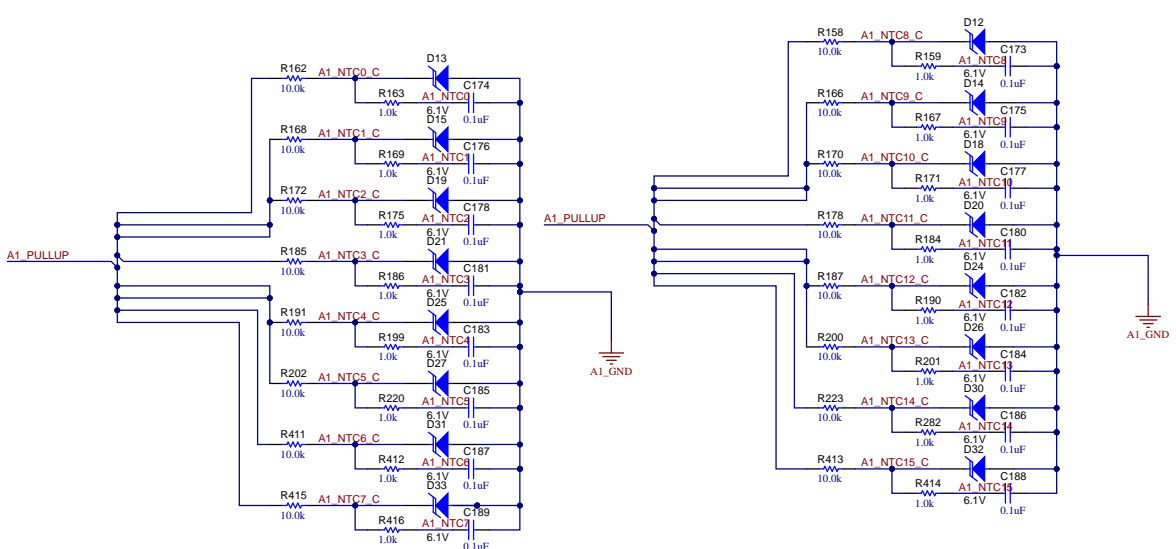 A1_PULLUP
R162 A1_NTC0_C D13
10.0k
R163 A1_NTC0 C174
1.0k 6.1V 0.1uF
R168 A1_NTC1_C D15
10.0k
R169 A1_NTC1 C176
1.0k 6.1V 0.1uF
R172 A1_NTC2_C D19
10.0k
R175 A1_NTC2 C178
1.0k 6.1V 0.1uF
R185 A1_NTC3_C D21
10.0k
R186 A1_NTC3 C181
1.0k 6.1V 0.1uF
R191 A1_NTC4_C D25
10.0k
R199 A1_NTC4 C183
1.0k 6.1V 0.1uF
R202 A1_NTC5_C D27
10.0k
R220 A1_NTC5 C185
1.0k 6.1V 0.1uF
R411 A1_NTC6_C D31
10.0k
R412 A1_NTC6 C187
1.0k 6.1V 0.1uF
R415 A1_NTC7_C D33
10.0k
R416 A1_NTC7 C189
1.0k 6.1V 0.1uF
A1_GND
A1_PULLUP
R158 A1_NTC8_C D12
10.0k
R159 A1_NTC8 C173
1.0k 6.1V 0.1uF
R166 A1_NTC9_C D14
10.0k
R167 A1_NTC9 C175
1.0k 6.1V 0.1uF
R170 A1_NTC10_C D18
10.0k
R171 A1_NTC10 C177
1.0k 6.1V 0.1uF
R178 A1_NTC11_C D20
10.0k
R184 A1_NTC11 C180
1.0k 6.1V 0.1uF
R187 A1_NTC12_C D24
10.0k
R190 A1_NTC12 C182
1.0k 6.1V 0.1uF
R200 A1_NTC13_C D26
10.0k
R201 A1_NTC13 C184
1.0k 6.1V 0.1uF
R223 A1_NTC14_C D30
10.0k
R282 A1_NTC14 C186
1.0k 6.1V 0.1uF
R413 A1_NTC15_C D32
10.0k
R414 A1_NTC15 C188
1.0k 6.1V 0.1uF
A1_GND